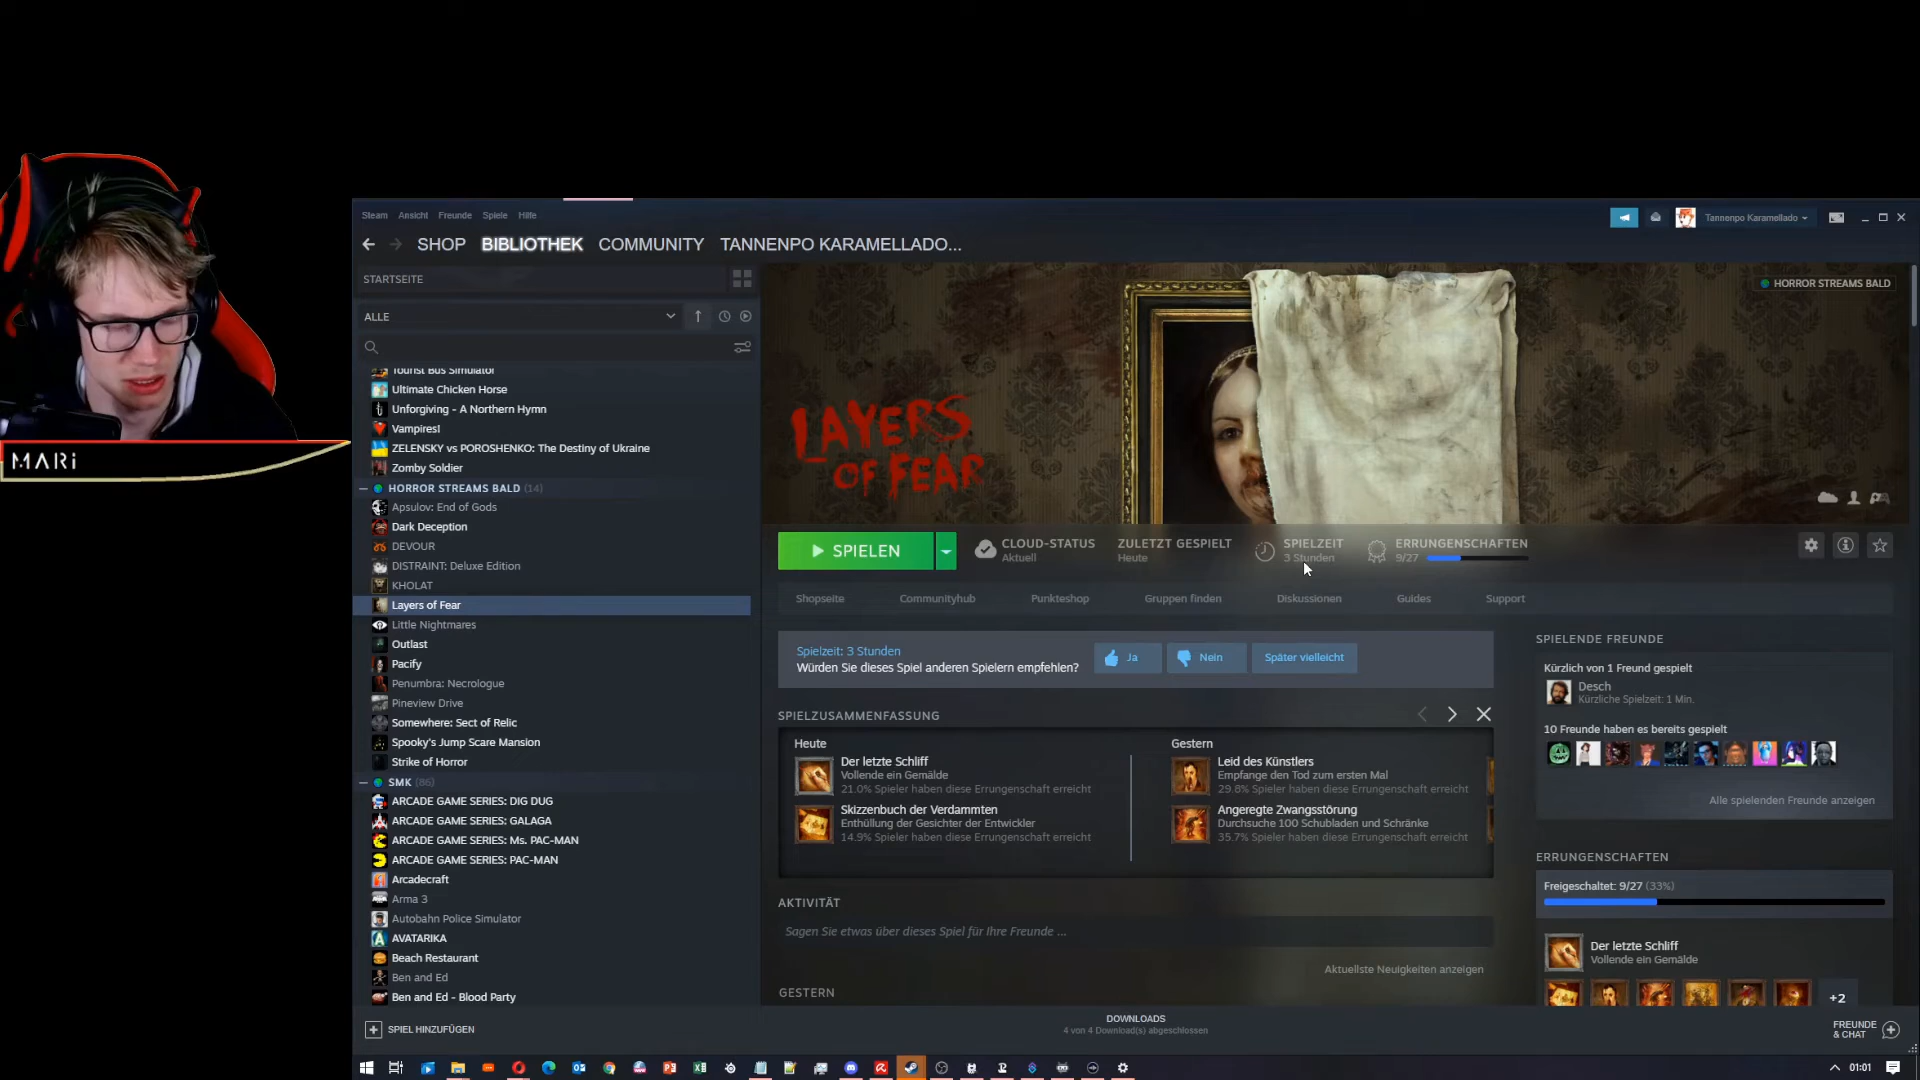 Steam Ansicht Freunde Spiele Hilfe
Tannenpo Karamellado
SHOP BIBLIOTHEK COMMUNITY TANNENPO KARAMELLADO...
STARTSEITE
ALLE
Tourist Bus Simulator
Ultimate Chicken Horse
Unforgiving - A Northern Hymn
Vampires!
ZELENSKY vs POROSHENKO: The Destiny of Ukraine
Zomby Soldier
HORROR STREAMS BALD (14)
Apsulov: End of Gods
Dark Deception
DEVOUR
DISTRAINT: Deluxe Edition
KHOLAT
Layers of Fear
Little Nightmares
Outlast
Pacify
Penumbra: Necrologue
Pineview Drive
Somewhere: Sect of Relic
Spooky's Jump Scare Mansion
Strike of Horror
SMK (86)
ARCADE GAME SERIES: DIG DUG
ARCADE GAME SERIES: GALAGA
ARCADE GAME SERIES: Ms. PAC-MAN
ARCADE GAME SERIES: PAC-MAN
Arcadecraft
Arma 3
Autobahn Police Simulator
AVATARIKA
Beach Restaurant
Ben and Ed
Ben and Ed - Blood Party
SPIEL HINZUFÜGEN
MARi
HORROR STREAMS BALD
LAYERS
OF FEAR
SPIELEN
CLOUD-STATUS
Aktuell
ZULETZT GESPIELT
Heute
SPIELZEIT
3 Stunden
ERRUNGENSCHAFTEN
9/27
Shopseite Communityhub Punkteshop Gruppen finden Diskussionen Guides Support
Spielzeit: 3 Stunden
Würden Sie dieses Spiel anderen Spielern empfehlen?
Ja Nein Später vielleicht
SPIELZUSAMMENFASSUNG
Heute
Der letzte Schliff
Vollende ein Gemälde
21.0% Spieler haben diese Errungenschaft erreicht
Skizzenbuch der Verdammten
Enthüllung der Gesichter der Entwickler
14.9% Spieler haben diese Errungenschaft erreicht
Gestern
Leid des Künstlers
Empfange den Tod zum ersten Mal
29.8% Spieler haben diese Errungenschaft erreicht
Angeregte Zwangsstörung
Durchsuche 100 Schubladen und Schränke
35.7% Spieler haben diese Errungenschaft erreicht
AKTIVITÄT
Sagen Sie etwas über dieses Spiel für Ihre Freunde ...
Aktuellste Neuigkeiten anzeigen
GESTERN
SPIELENDE FREUNDE
Kürzlich von 1 Freund gespielt
Desch
Kürzliche Spielzeit: 1 Min.
10 Freunde haben es bereits gespielt
Alle spielenden Freunde anzeigen
ERRUNGENSCHAFTEN
Freigeschaltet: 9/27 (33%)
Der letzte Schliff
Vollende ein Gemälde
+2
DOWNLOADS
4 von 4 Download(s) abgeschlossen
FREUNDE
& CHAT
01:01